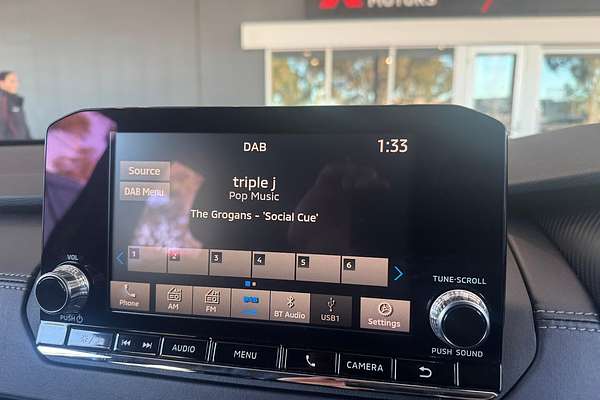 MOTORS
DAB
1:33
Source
triple j
DAB Menu
Pop Music
The Grogans - 'Social Cue'
1 2 3 4 5 6
TUNE·SCROLL
VOL
Phone AM FM DAB BT Audio USB1 Settings
PUSH
PUSH SOUND
AUDIO MENU CAMERA